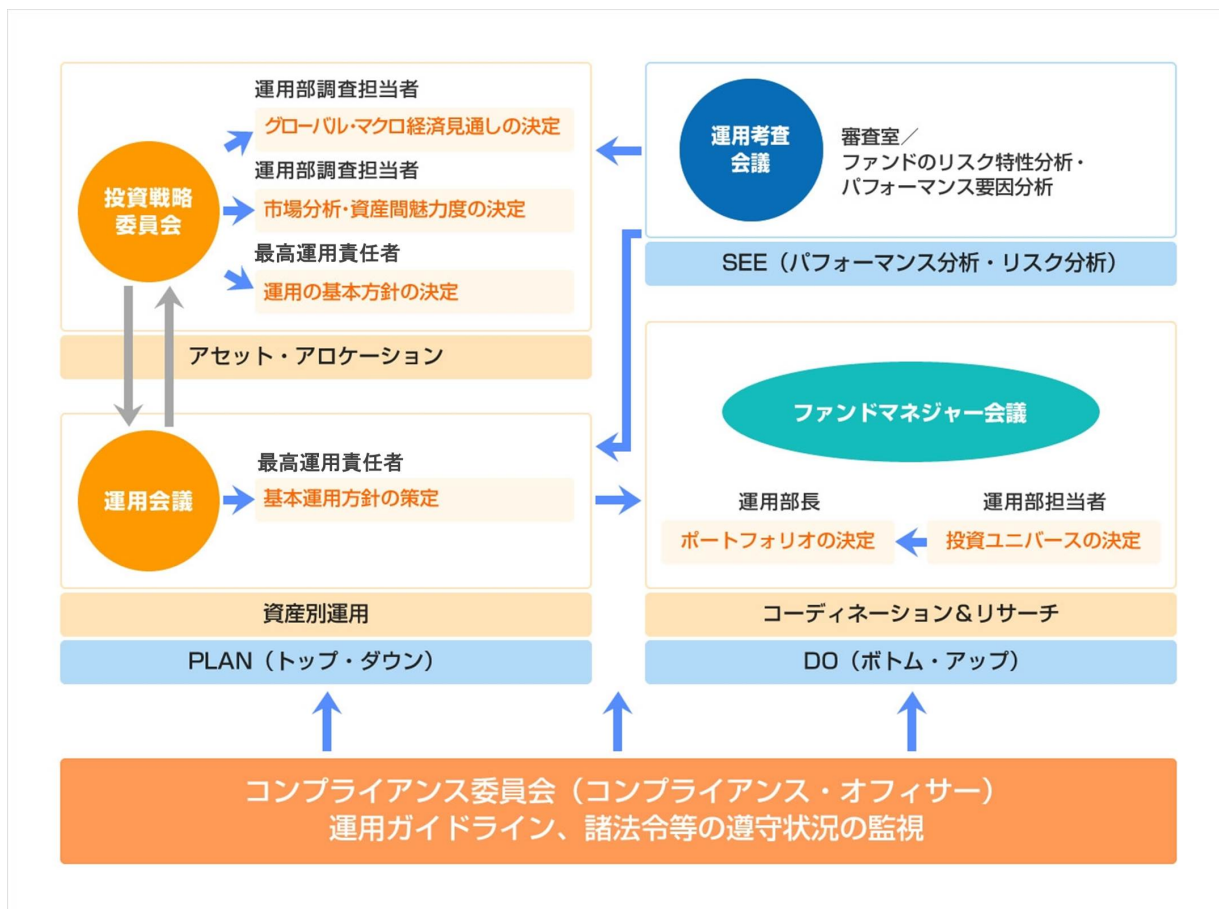 投資戦略
委員会
運用部調査担当者
グローバル・マクロ経済見通しの決定
運用部調査担当者
市場分析・資産間魅力度の決定
最高運用責任者
運用の基本方針の決定
アセット・アロケーション
運用会議
最高運用責任者
基本運用方針の策定
資産別運用
PLAN（トップ・ダウン）
運用考査
会議
審査室／
ファンドのリスク特性分析・
パフォーマンス要因分析
SEE（パフォーマンス分析・リスク分析）
ファンドマネジャー会議
運用部長
ポートフォリオの決定
運用部担当者
投資ユニバースの決定
コーディネーション＆リサーチ
DO（ボトム・アップ）
コンプライアンス委員会（コンプライアンス・オフィサー）
運用ガイドライン、諸法令等の遵守状況の監視